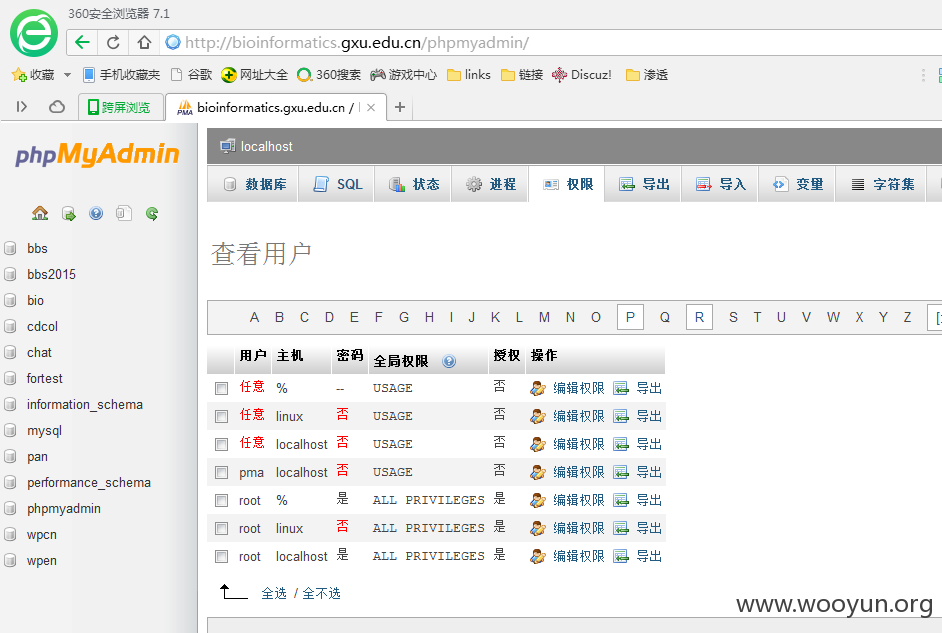 360安全浏览器 7.1
http://bioinformatics.gxu.edu.cn/phpmyadmin/
收藏 手机收藏夹 谷歌 网址大全 360搜索 游戏中心 links 链接 Discuz! 渗透
跨屏浏览 PMA bioinformatics.gxu.edu.cn /
phpMyAdmin
bbs
bbs2015
bio
cdcol
chat
fortest
information_schema
mysql
pan
performance_schema
phpmyadmin
wpcn
wpen
localhost
数据库 SQL 状态 进程 权限 导出 导入 变量 字符集
查看用户
A B C D E F G H I J K L M N O P Q R S T U V W X Y Z
用户 主机 密码 全局权限 授权 操作
任意 % -- USAGE 否 编辑权限 导出
任意 linux 否 USAGE 否 编辑权限 导出
任意 localhost 否 USAGE 否 编辑权限 导出
pma localhost 否 USAGE 否 编辑权限 导出
root % 是 ALL PRIVILEGES 是 编辑权限 导出
root linux 否 ALL PRIVILEGES 是 编辑权限 导出
root localhost 是 ALL PRIVILEGES 是 编辑权限 导出
全选 / 全不选
www.wooyun.org